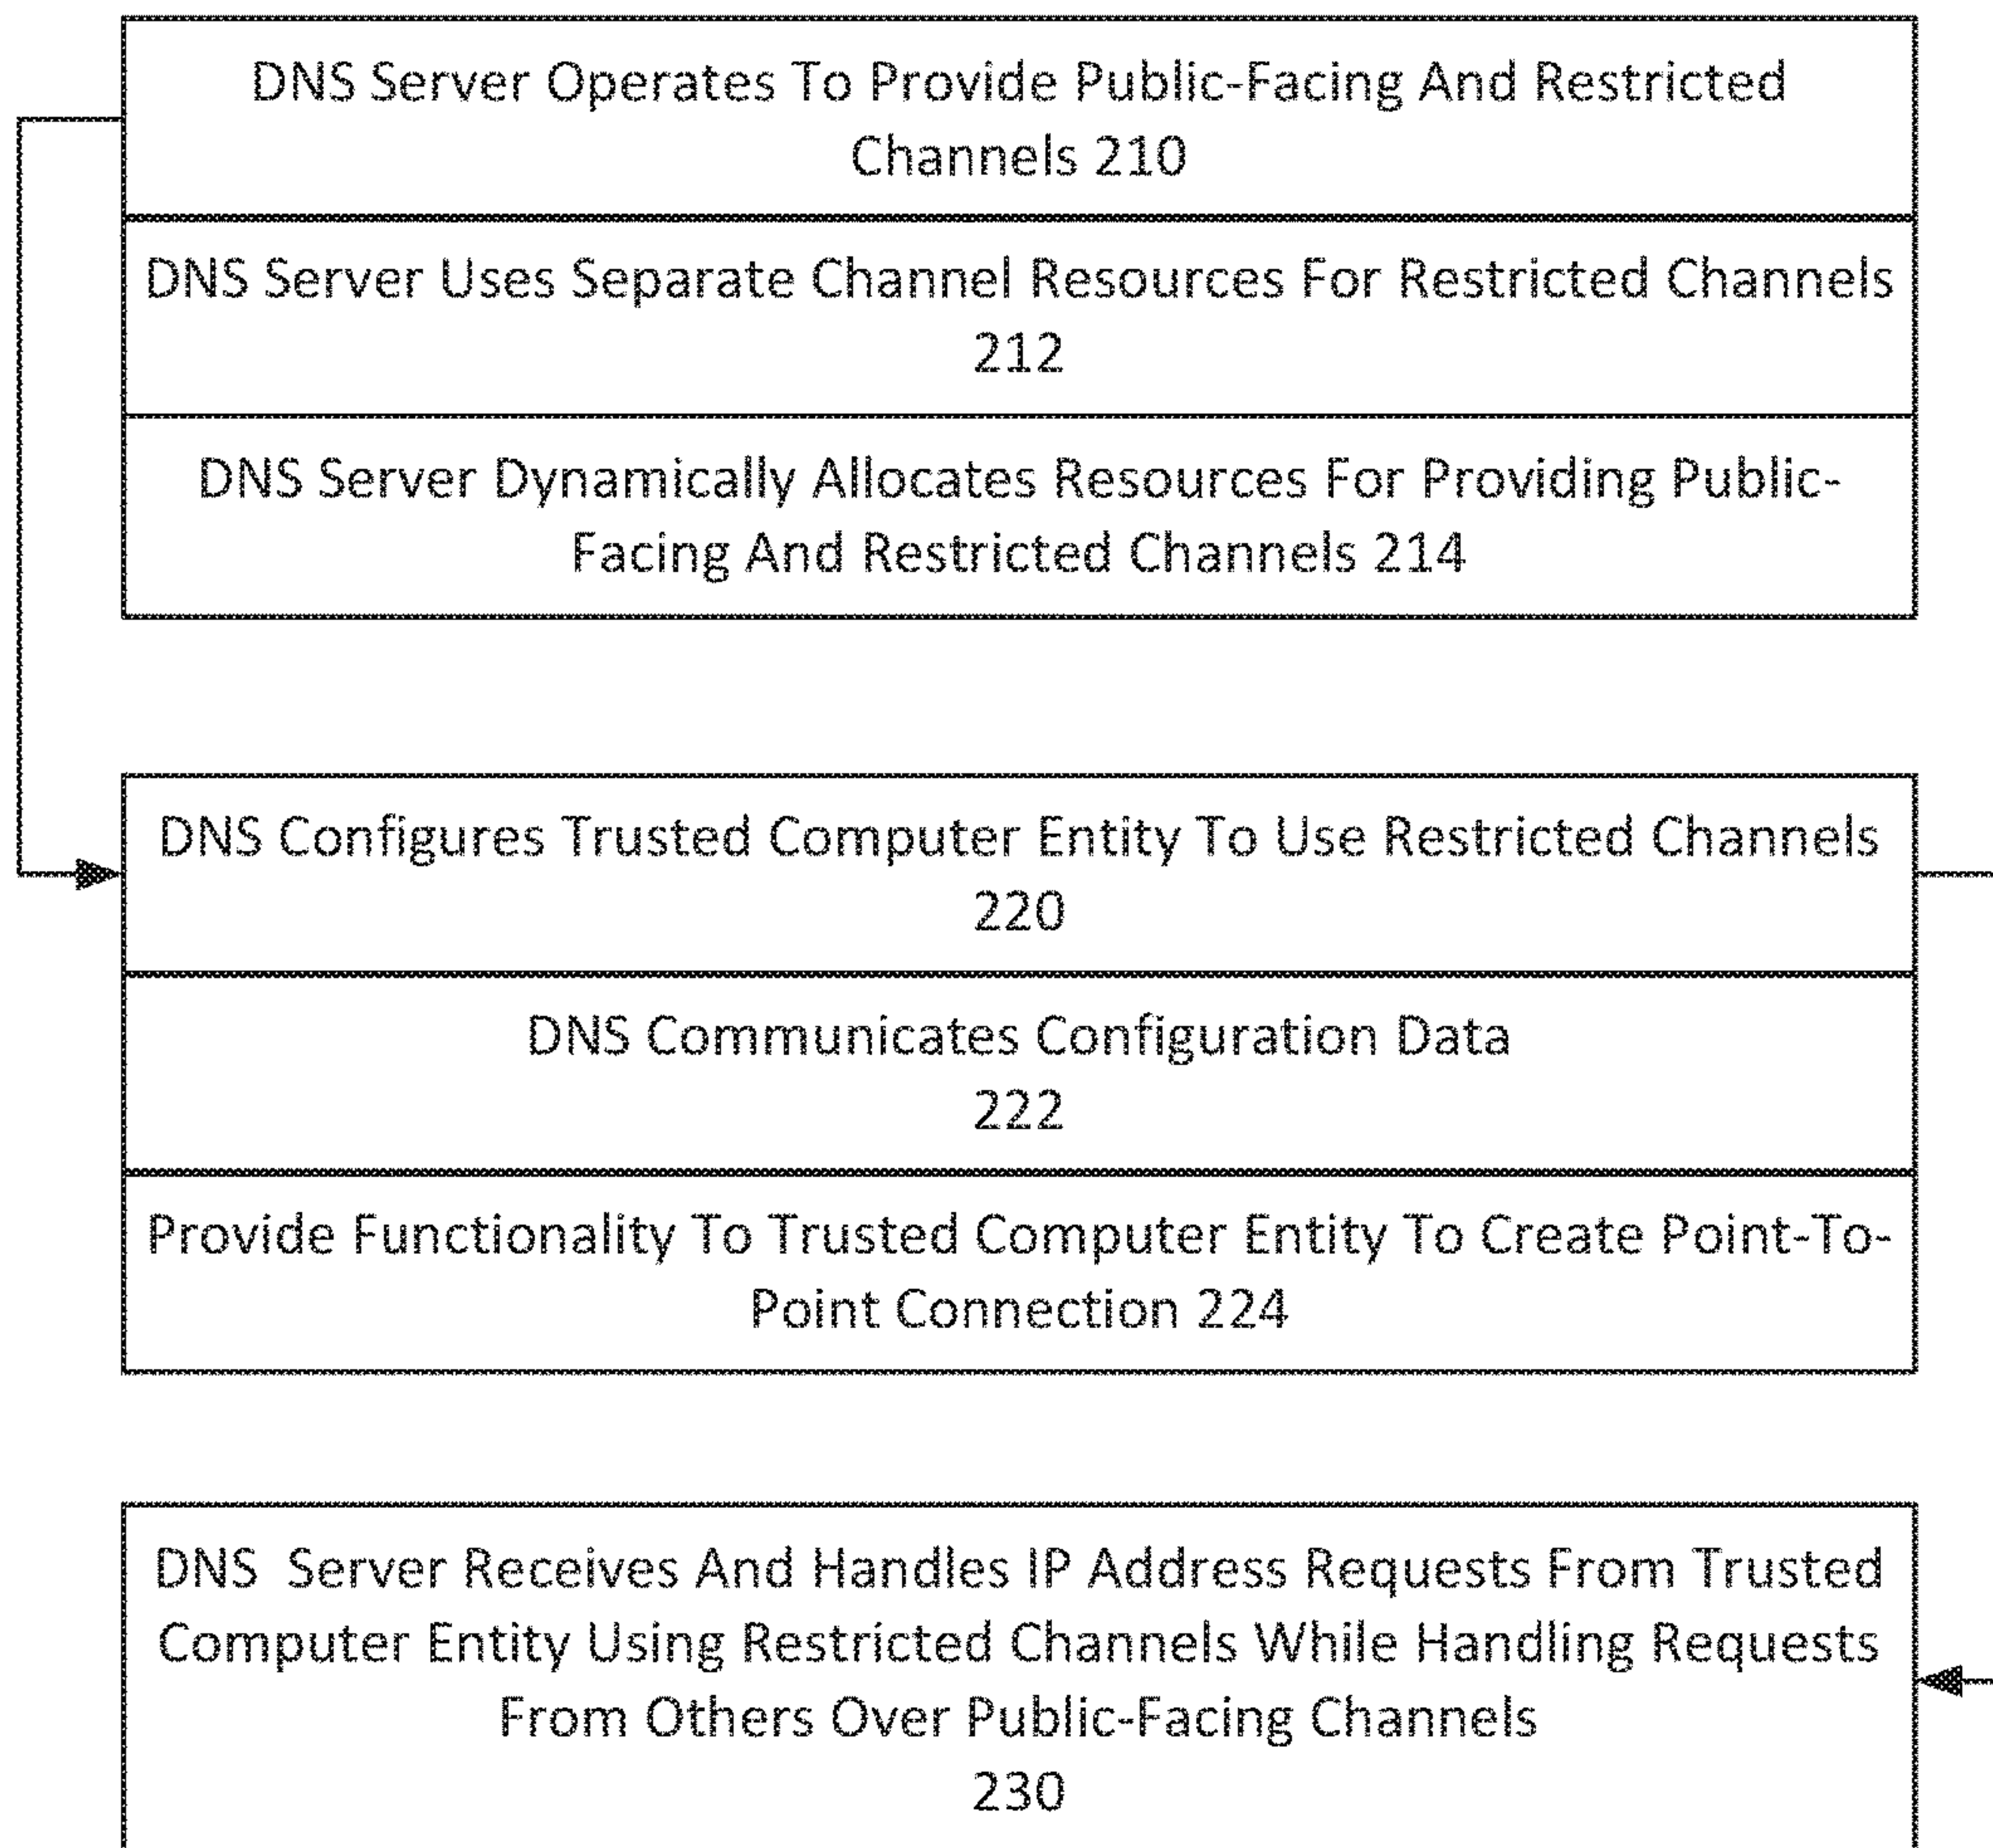 DNS Server Operates To Provide Public-Facing And Restricted
Channels 210
DNS Server Uses Separate Channel Resources For Restricted Channels
212
DNS Server Dynamically Allocates Resources For Providing Public-
Facing And Restricted Channels 214
DNS Configures Trusted Computer Entity To Use Restricted Channels
220
DNS Communicates Configuration Data
222
Provide Functionality To Trusted Computer Entity To Create Point-To-
Point Connection 224
DNS Server Receives And Handles IP Address Requests From Trusted
Computer Entity Using Restricted Channels While Handling Requests
From Others Over Public-Facing Channels
230